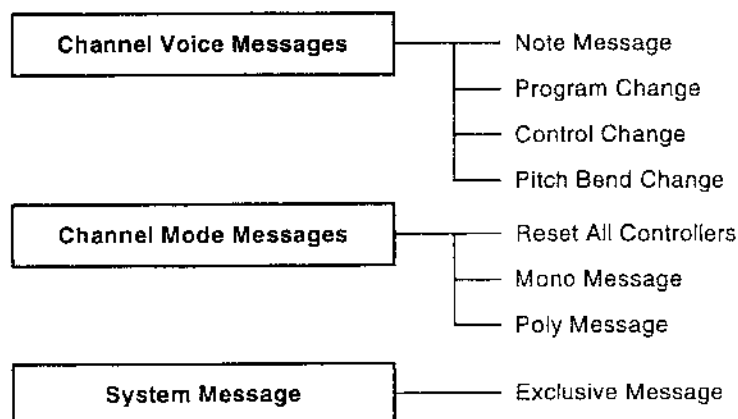 Channel Voice Messages
Note Message
Program Change
Control Change
Pitch Bend Change
Channel Mode Messages
Reset All Controllers
Mono Message
Poly Message
System Message
Exclusive Message